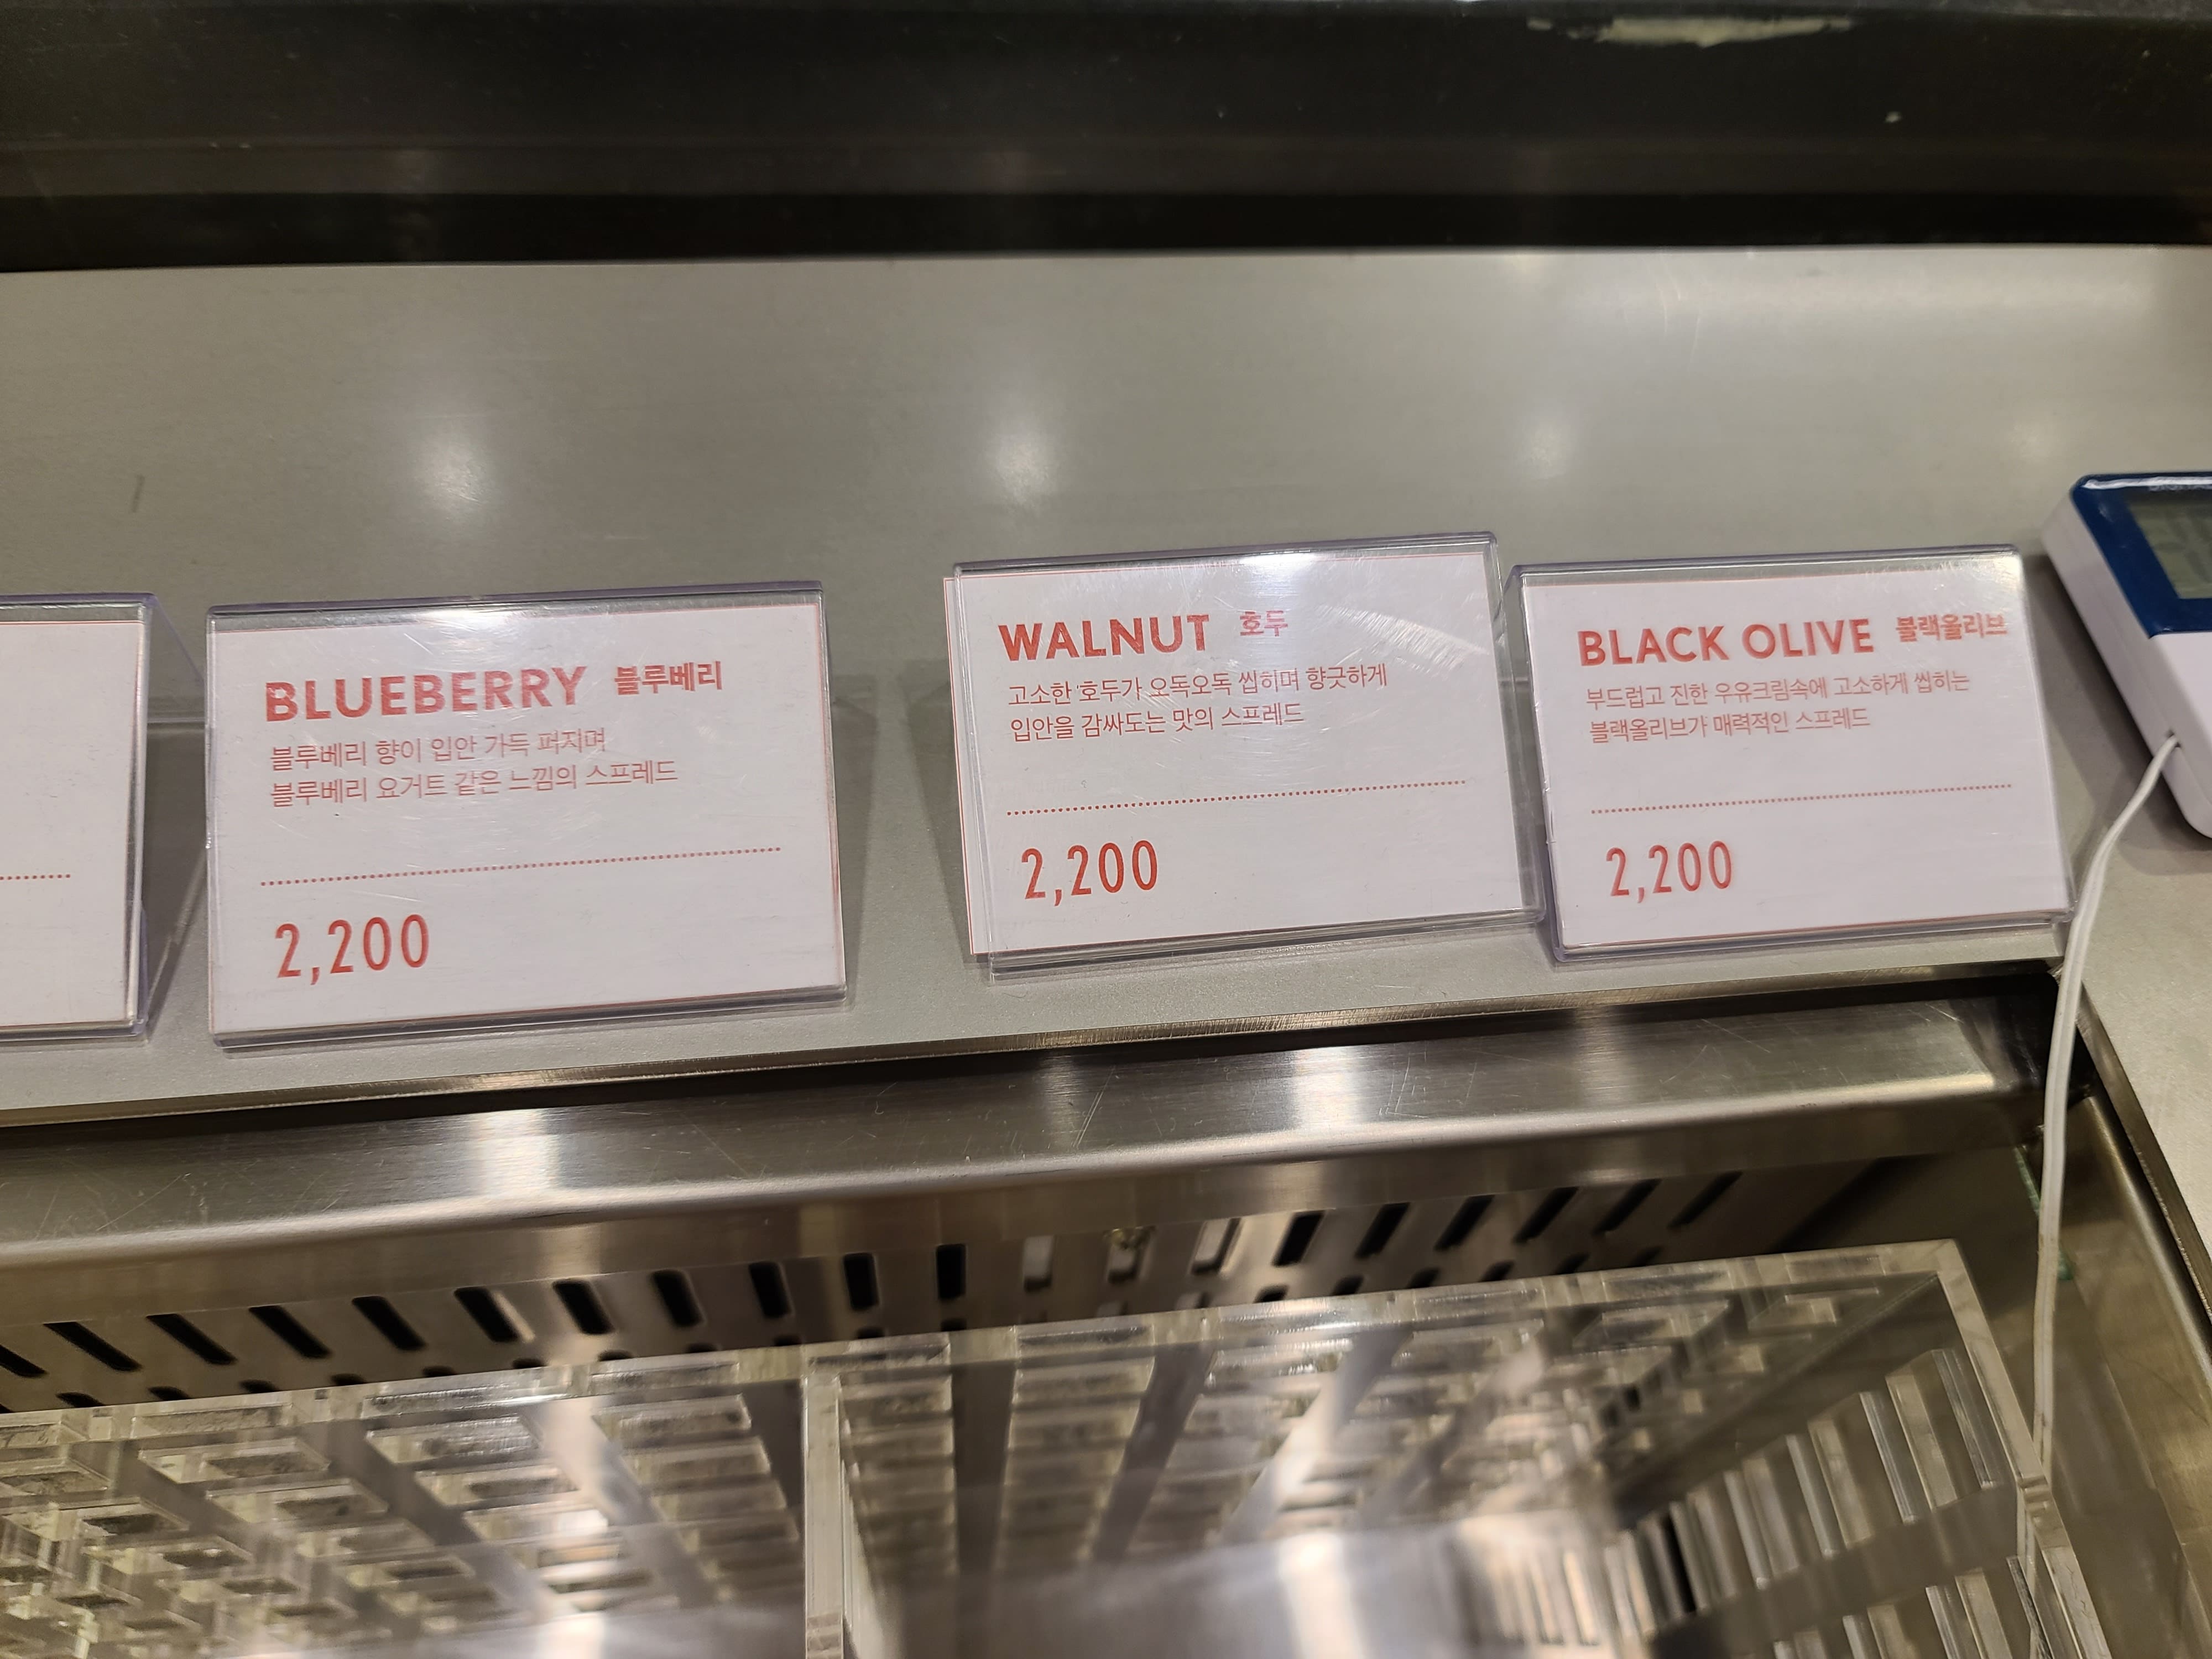 BLUEBERRY 블루베리
블루베리 향이 입안 가득 퍼지며
블루베리 요거트 같은 느낌의 스프레드
2,200
WALNUT 호두
고소한 호두가 오독오독 씹히며 향긋하게
입안을 감싸도는 맛의 스프레드
2,200
BLACK OLIVE 블랙올리브
부드럽고 진한 우유크림속에 고소하게 씹히는
블랙올리브가 매력적인 스프레드
2,200